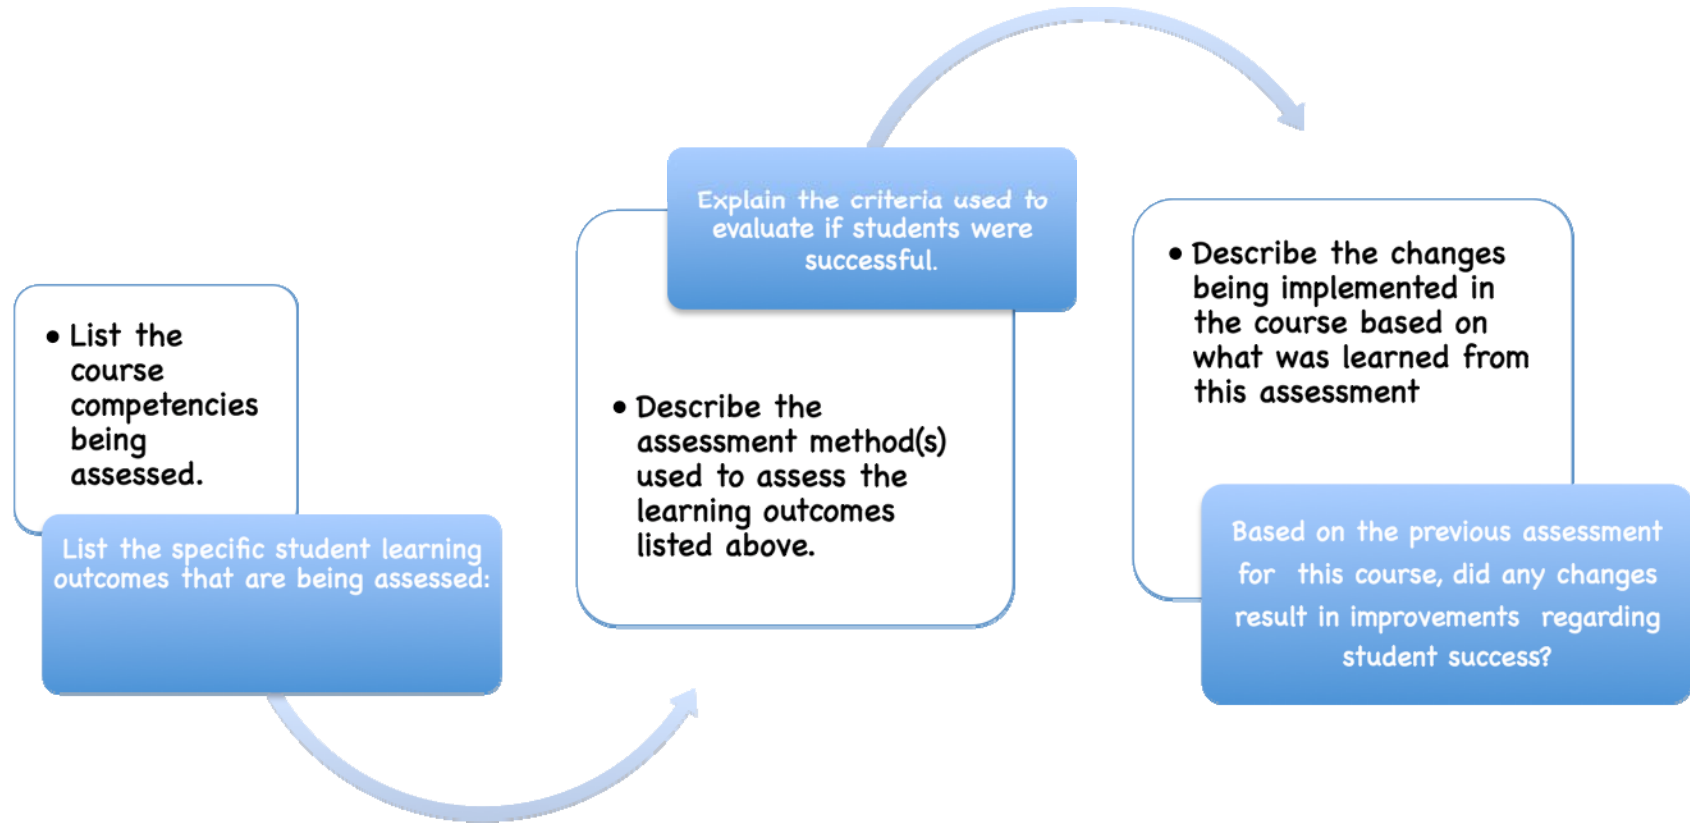 • List the
course
competencies
being
assessed.
List the specific student learning
outcomes that are being assessed:
Explain the criteria used to
evaluate if students were
successful.
• Describe the
assessment method(s)
used to assess the
learning outcomes
listed above.
• Describe the changes
being implemented in
the course based on
what was learned from
this assessment
Based on the previous assessment
for this course, did any changes
result in improvements regarding
student success?